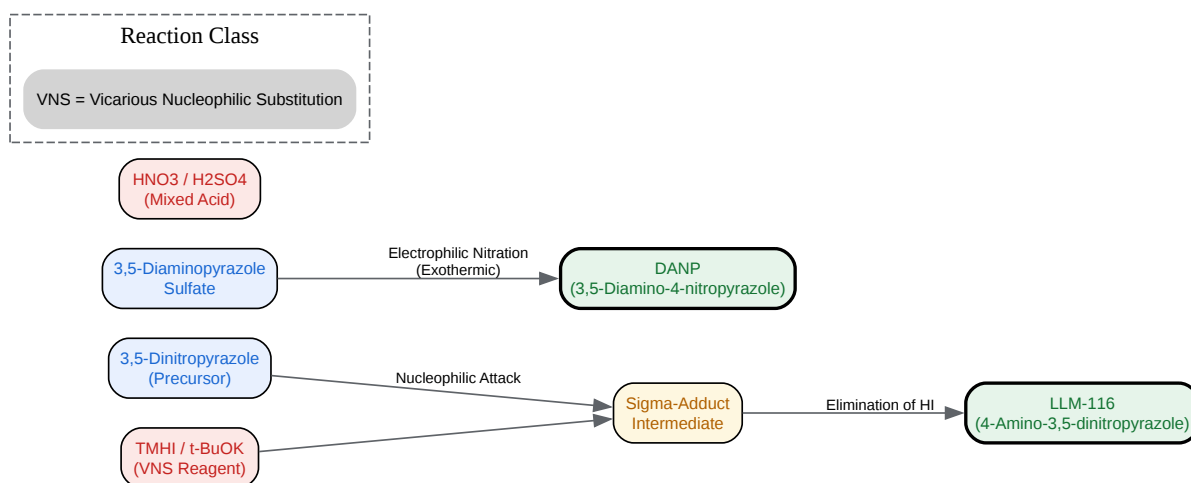 Reaction Class
VNS = Vicarious Nucleophilic Substitution
HNO3 / H2SO4
(Mixed Acid)
3,5-Diaminopyrazole
Sulfate
Electrophilic Nitration
(Exothermic)
DANP
(3,5-Diamino-4-nitropyrazole)
3,5-Dinitropyrazole
(Precursor)
Nucleophilic Attack
TMHI / t-BuOK
(VNS Reagent)
Sigma-Adduct
Intermediate
Elimination of HI
LLM-116
(4-Amino-3,5-dinitropyrazole)